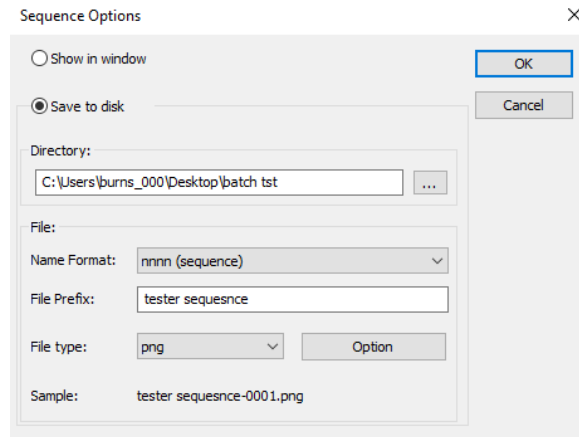 Sequence Options
Show in window
OK
Save to disk
Cancel
Directory:
C:\Users\burns_000\Desktop\batch tst
...
File:
Name Format: nnnn (sequence)
File Prefix: tester sequesnce
File type: png Option
Sample: tester sequesnce-0001.png